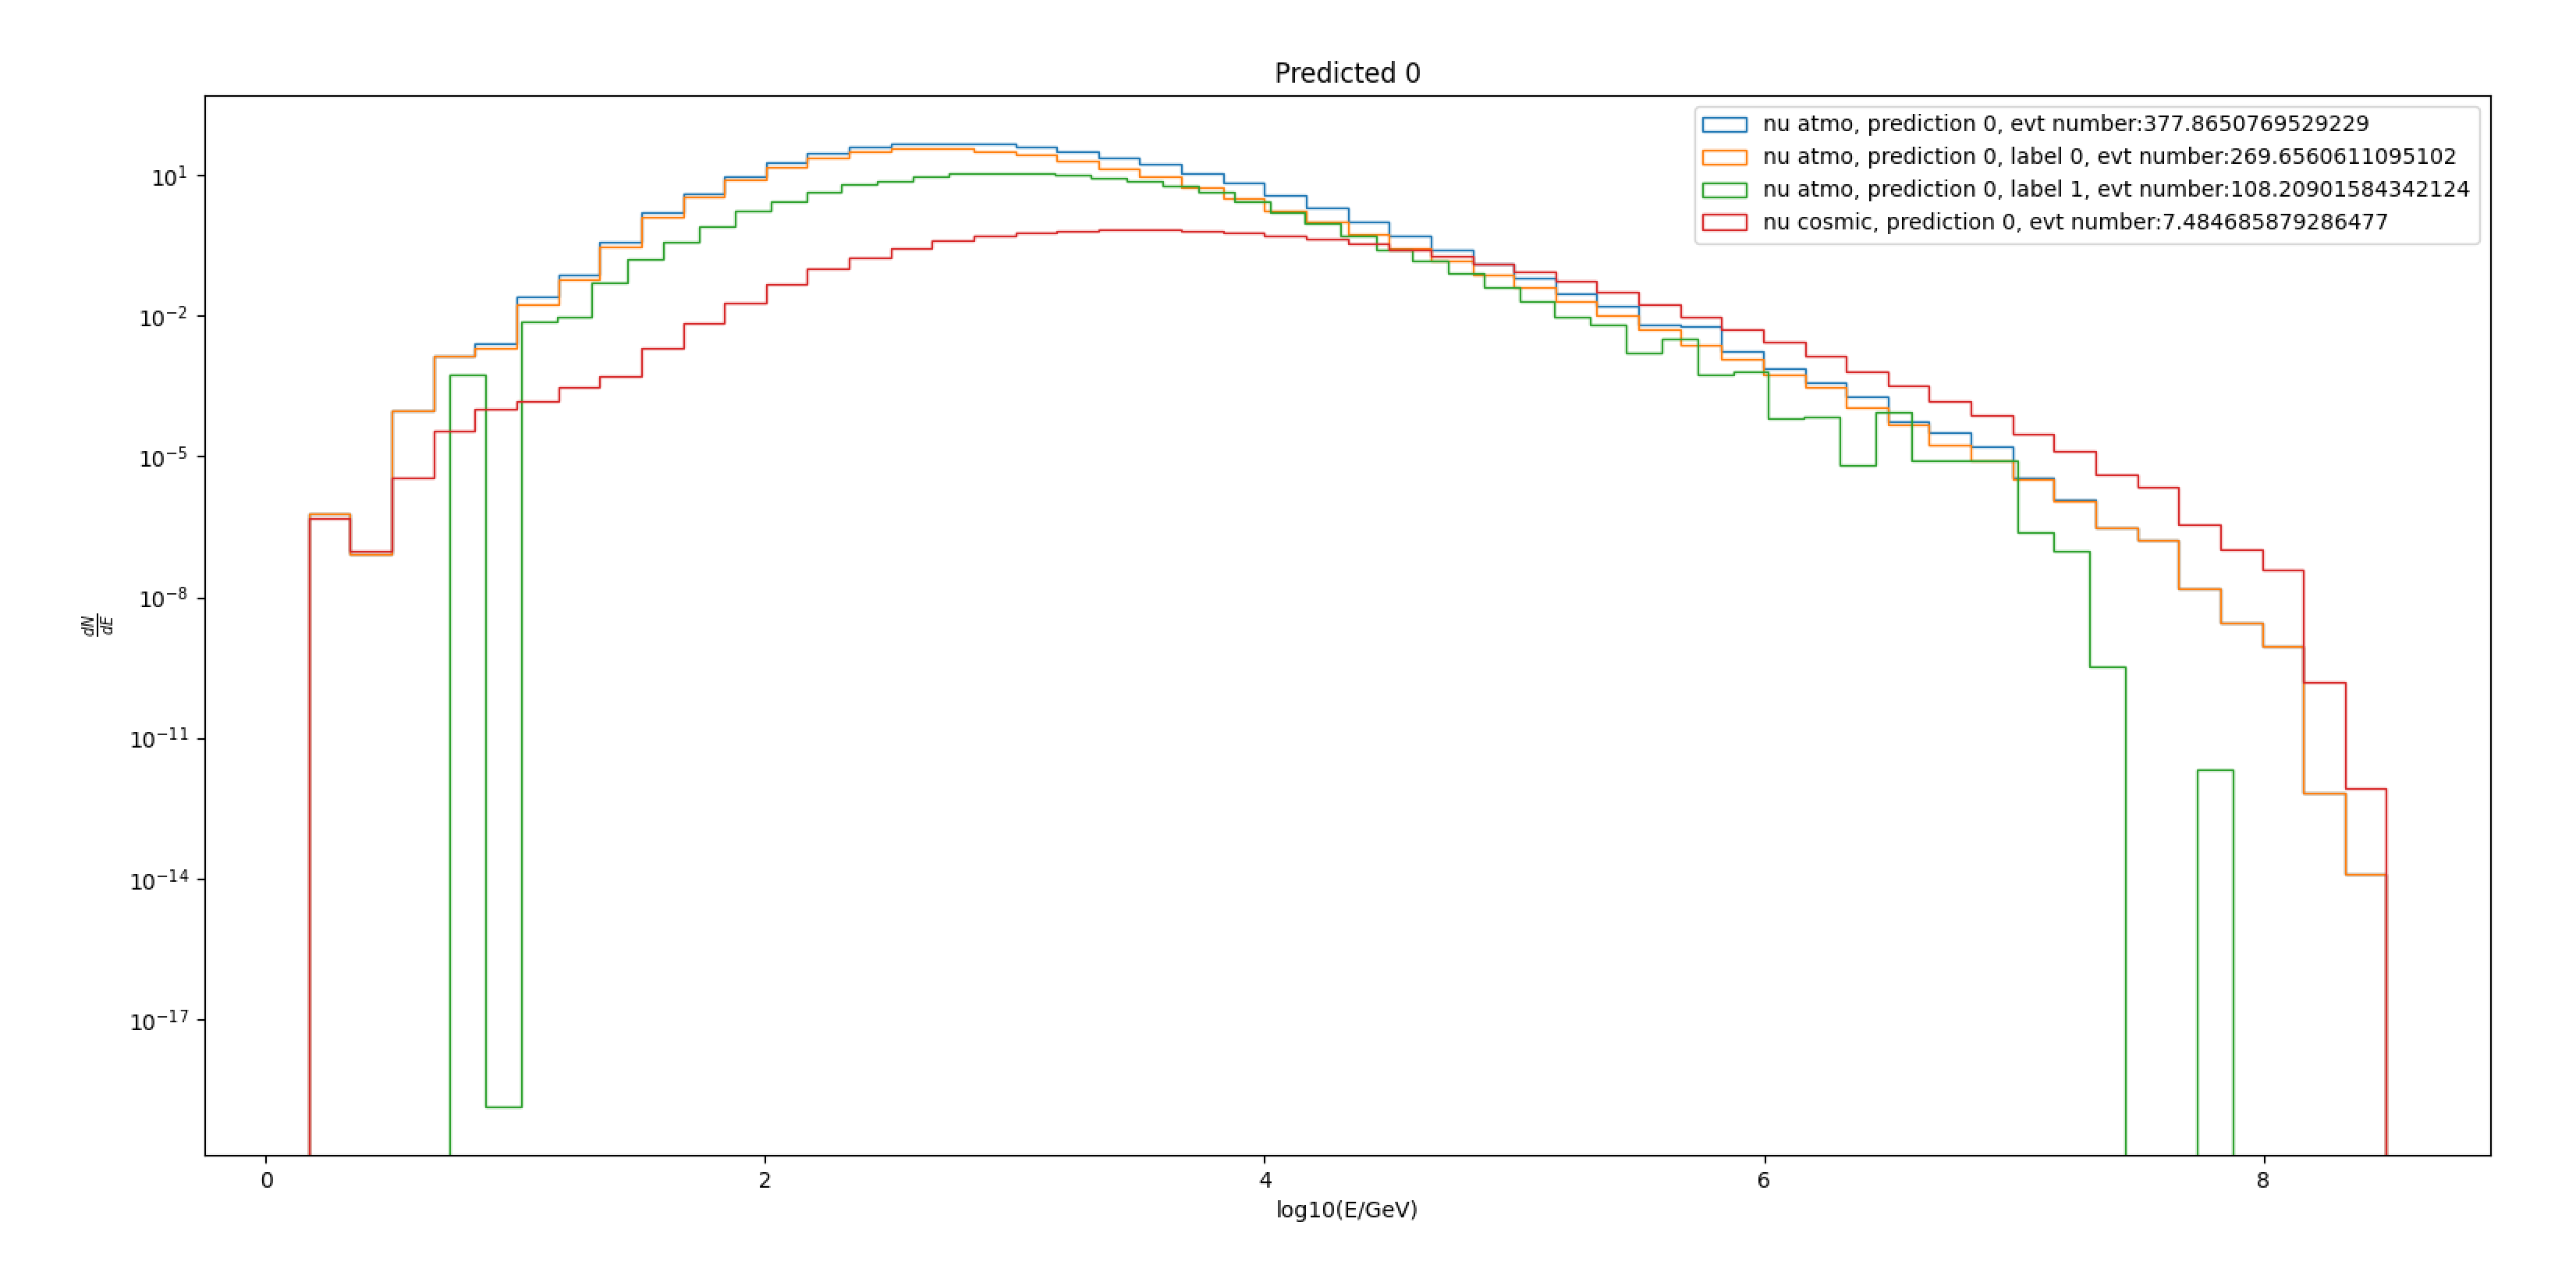 Predicted 0
nu atmo, prediction 0, evt number:377.8650769529229
nu atmo, prediction 0, label 0, evt number:269.6560611095102
nu atmo, prediction 0, label 1, evt number:108.20901584342124
nu cosmic, prediction 0, evt number:7.484685879286477
10¹
10⁻²
10⁻⁵
10⁻⁸
10⁻¹¹
10⁻¹⁴
10⁻¹⁷
dN
dE
0 2 4 6 8
log10(E/GeV)